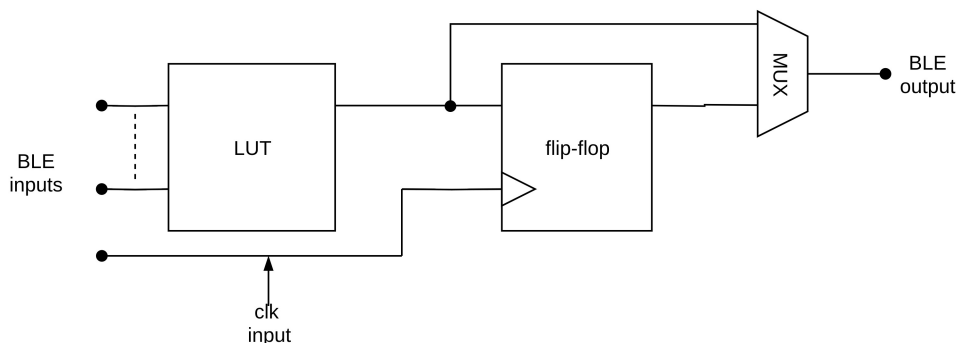 BLE
inputs
LUT
clk
input
flip-flop
MUX
BLE
output